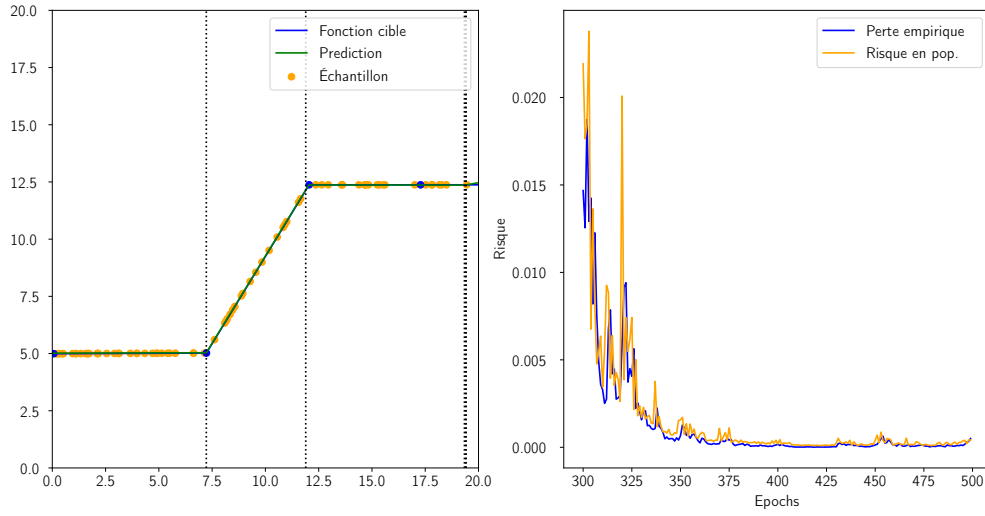 20.0
17.5
15.0
12.5
10.0
7.5
5.0
2.5
0.0
0.0 2.5 5.0 7.5 10.0 12.5 15.0 17.5 20.0
Fonction cible
Prediction
Échantillon
Risque
0.020
0.015
0.010
0.005
0.000
300 325 350 375 400 425 450 475 500
Epochs
Perte empirique
Risque en pop.